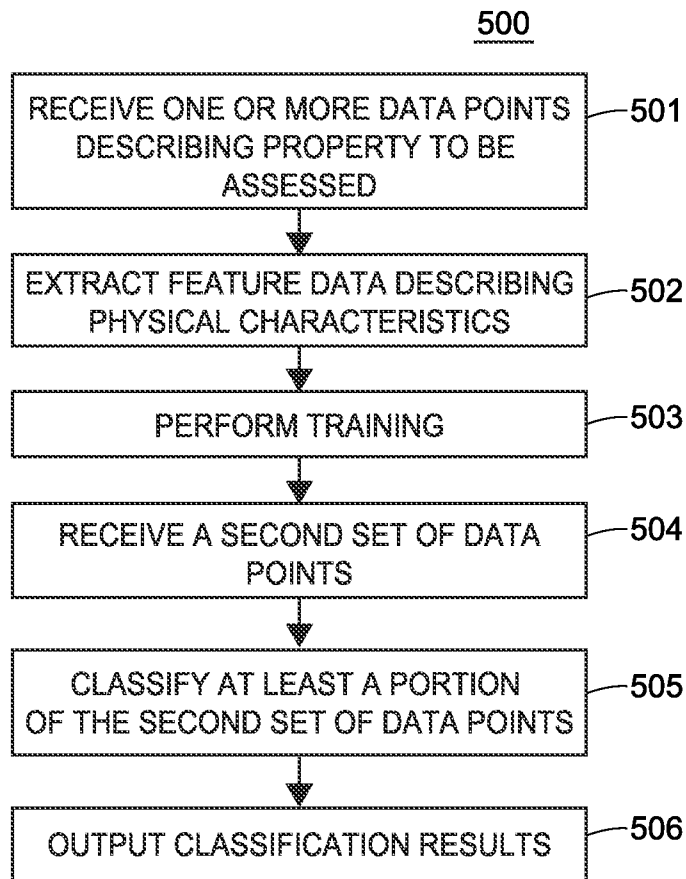 500
RECEIVE ONE OR MORE DATA POINTS
DESCRIBING PROPERTY TO BE
ASSESSED
501
EXTRACT FEATURE DATA DESCRIBING
PHYSICAL CHARACTERISTICS
502
PERFORM TRAINING
503
RECEIVE A SECOND SET OF DATA
POINTS
504
CLASSIFY AT LEAST A PORTION
OF THE SECOND SET OF DATA POINTS
505
OUTPUT CLASSIFICATION RESULTS
506